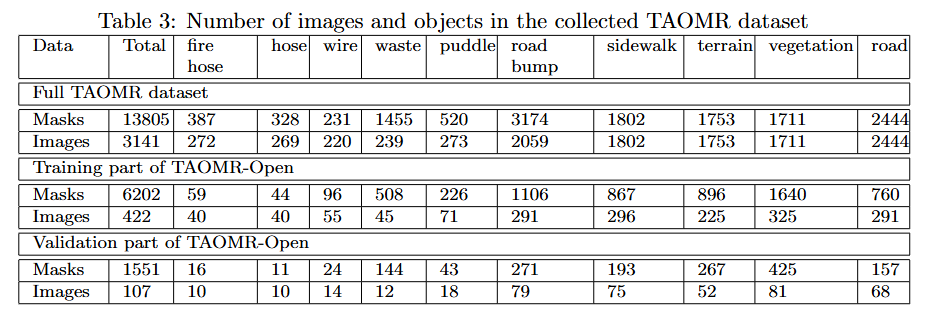 Table 3: Number of images and objects in the collected TAOMR dataset
Data Total fire hose hose wire waste puddle road bump sidewalk terrain vegetation road
Full TAOMR dataset
Masks 13805 387 328 231 1455 520 3174 1802 1753 1711 2444
Images 3141 272 269 220 239 273 2059 1802 1753 1711 2444
Training part of TAOMR-Open
Masks 6202 59 44 96 508 226 1106 867 896 1640 760
Images 422 40 40 55 45 71 291 296 225 325 291
Validation part of TAOMR-Open
Masks 1551 16 11 24 144 43 271 193 267 425 157
Images 107 10 10 14 12 18 79 75 52 81 68